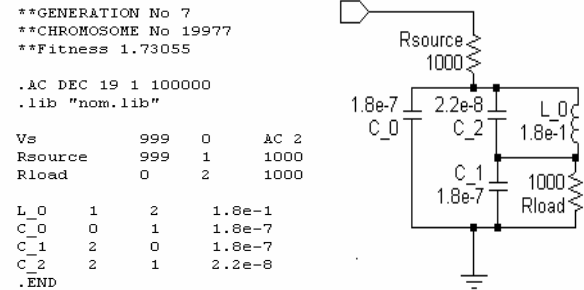 **GENERATION No 7
**CHROMOSOME No 19977
**Fitness 1.73055
.AC DEC 19 1 100000
.lib "nom.lib"
Vs 999 0 AC 2
Rsource 999 1 1000
Rload 0 2 1000
L_0 1 2 1.8e-1
C_0 0 1 1.8e-7
C_1 2 0 1.8e-7
C_2 2 1 2.2e-8
.END
Rsource
1000
1.8e-7
C_0
2.2e-8
C_2
L_0
1.8e-1
C_1
1.8e-7
1000
Rload